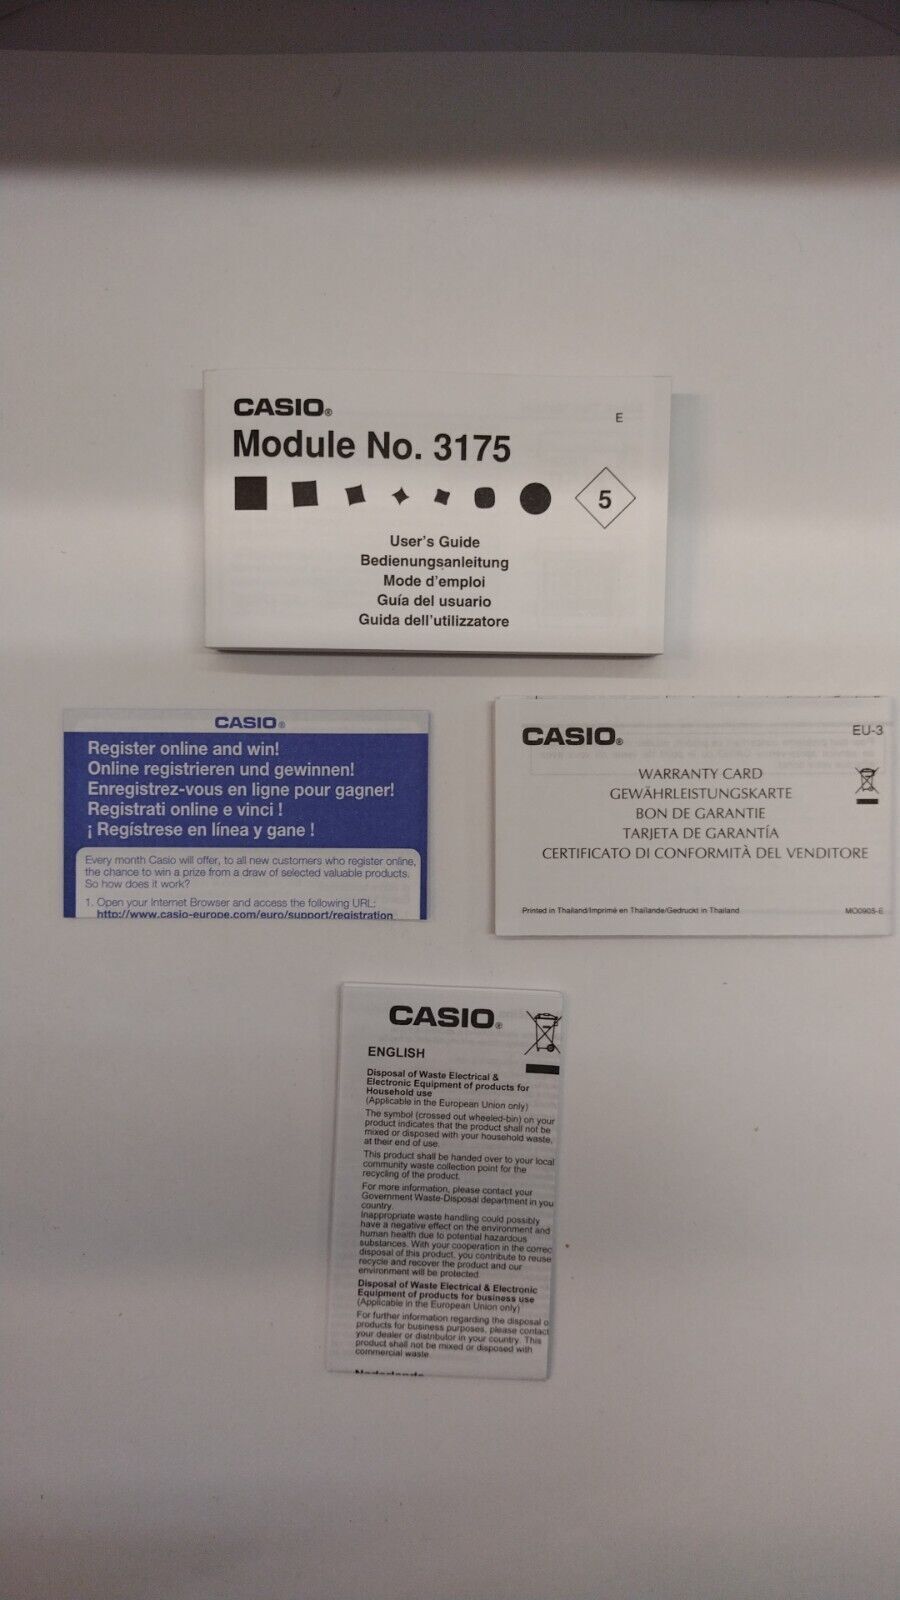 CASIO®
E
Module No. 3175
5
User's Guide
Bedienungsanleitung
Mode d'emploi
Guía del usuario
Guida dell'utilizzatore
CASIO®
Register online and win!
Online registrieren und gewinnen!
Enregistrez-vous en ligne pour gagner!
Registrati online e vinci !
¡ Regístrese en línea y gane !
Every month Casio will offer, to all new customers who register online,
the chance to win a prize from a draw of selected valuable products.
So how does it work?
1. Open your Internet Browser and access the following URL:
http://www.casio-europe.com/euro/support/registration
CASIO®
EU-3
WARRANTY CARD
GEWÄHRLEISTUNGSKARTE
BON DE GARANTIE
TARJETA DE GARANTÍA
CERTIFICATO DI CONFORMITÀ DEL VENDITORE
Printed in Thailand/Imprimé en Thaïlande/Gedruckt in Thailand
MO0905-E
CASIO®
ENGLISH
Disposal of Waste Electrical &
Electronic Equipment of products for
Household use
(Applicable in the European Union only)
The symbol (crossed out wheeled-bin) on your
product indicates that the product shall not be
mixed or disposed with your household waste,
at their end of use.
This product shall be handed over to your local
community waste collection point for the
recycling of the product.
For more information, please contact your
Government Waste-Disposal department in you
country.
Inappropriate waste handling could possibly
have a negative effect on the environment and
human health due to potential hazardous
substances. With your cooperation in the correc
disposal of this product, you contribute to reuse
recycle and recover the product and our
environment will be protected.
Disposal of Waste Electrical & Electronic
Equipment of products for business use
(Applicable in the European Union only)
For further information regarding the disposal o
products for business purposes, please contact
your dealer or distributor in your country. This
product shall not be mixed or disposed with
commercial waste.